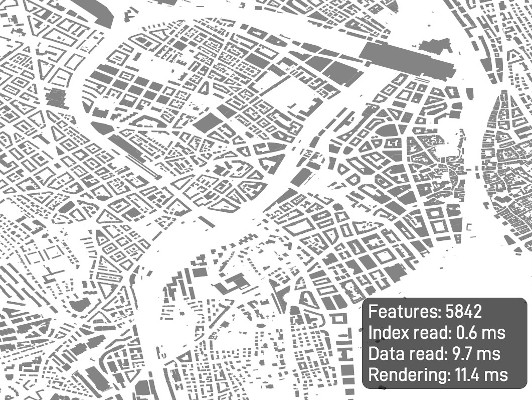 Features: 5842
Index read: 0.6 ms
Data read: 9.7 ms
Rendering: 11.4 ms